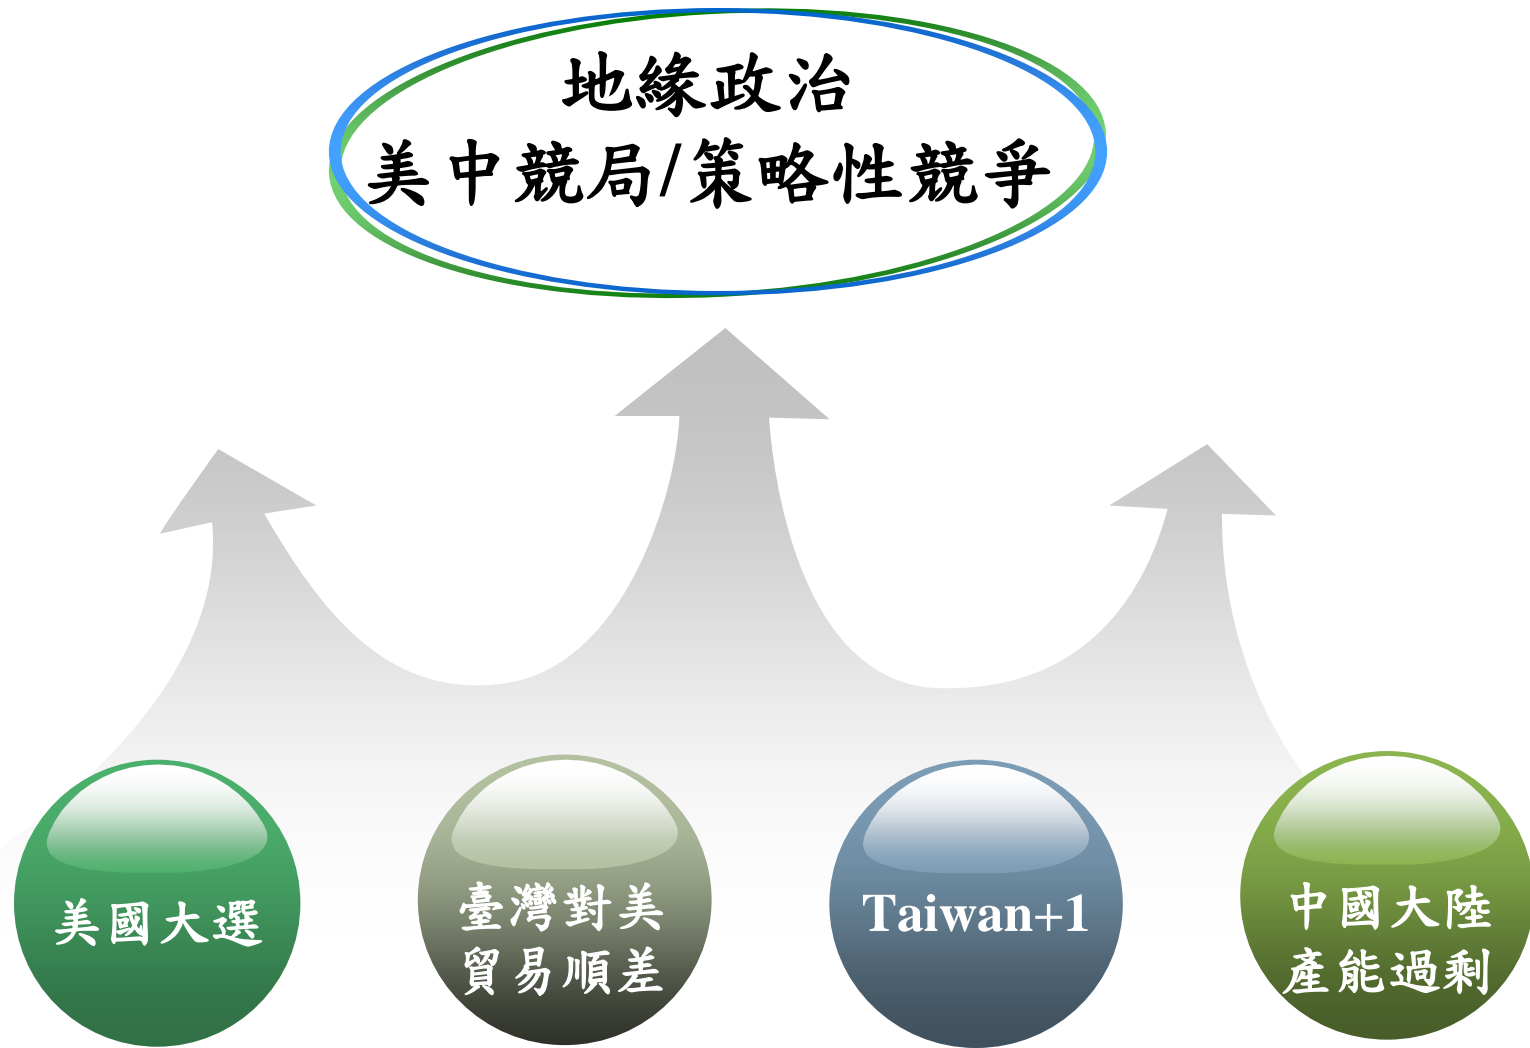 地緣政治
美中競局/策略性競爭
美國大選
臺灣對美
貿易順差
Taiwan+1
中國大陸
產能過剩